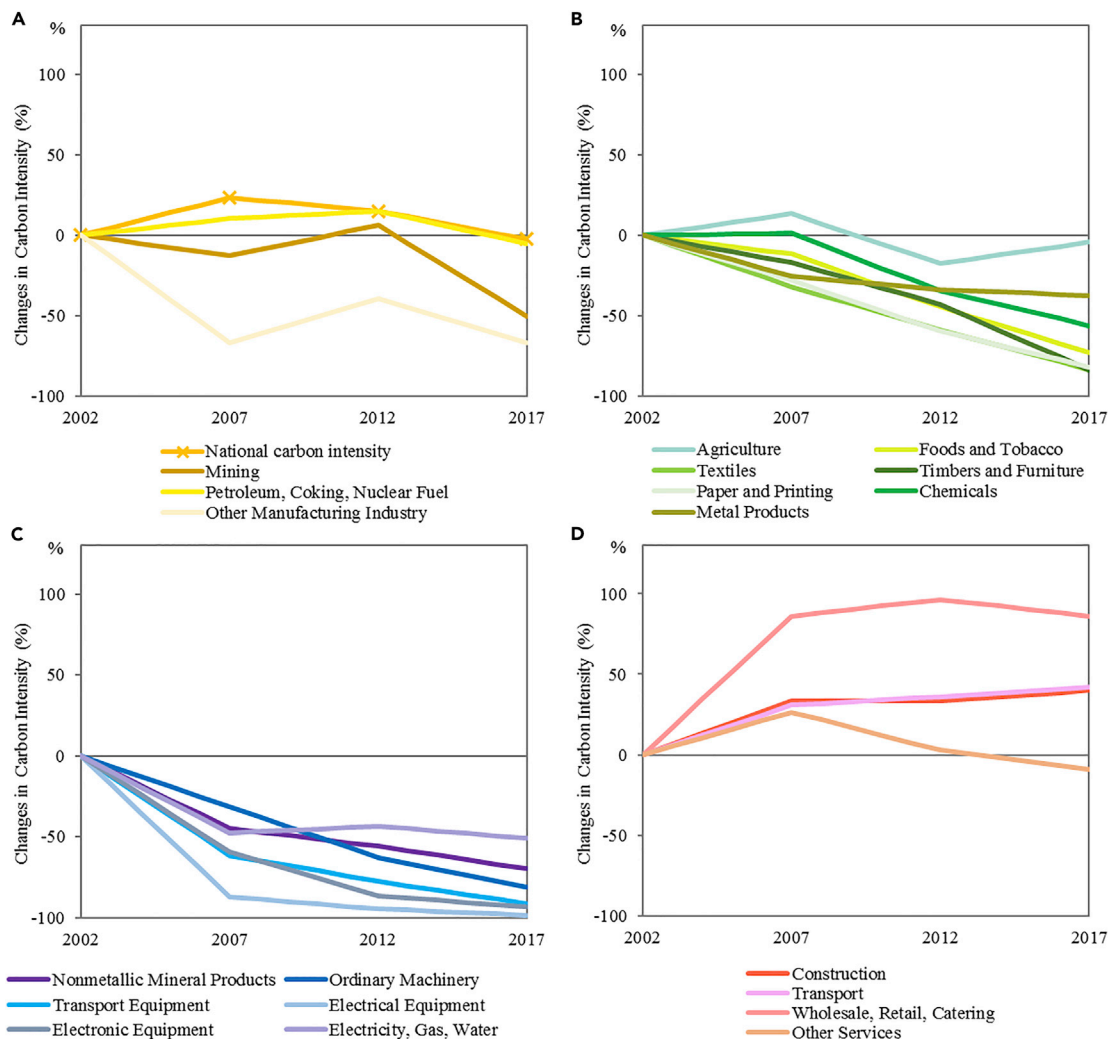 A
%
Changes in Carbon Intensity (%)
100
50
0
-50
-100
2002 2007 2012 2017
National carbon intensity
Mining
Petroleum, Coking, Nuclear Fuel
Other Manufacturing Industry
B
%
Changes in Carbon Intensity (%)
100
50
0
-50
-100
2002 2007 2012 2017
Agriculture Foods and Tobacco
Textiles Timbers and Furniture
Paper and Printing Chemicals
Metal Products
C
%
Changes in Carbon Intensity (%)
100
50
0
-50
-100
2002 2007 2012 2017
Nonmetallic Mineral Products Ordinary Machinery
Transport Equipment Electrical Equipment
Electronic Equipment Electricity, Gas, Water
D
%
Changes in Carbon Intensity (%)
100
50
0
-50
-100
2002 2007 2012 2017
Construction
Transport
Wholesale, Retail, Catering
Other Services